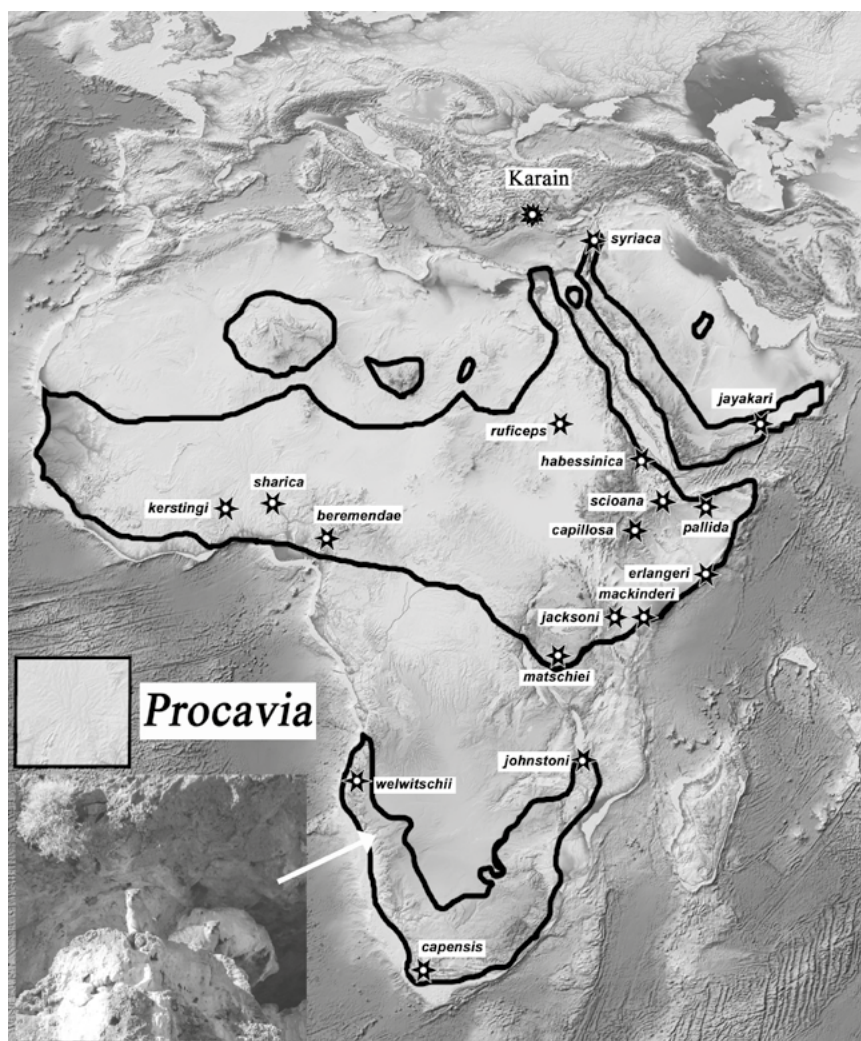 Karain
syriaca
jayakari
ruficeps
habessinica
sharica
scioana
kerstingi
pallida
beremendae
capillosa
erlangeri
mackinderi
jacksoni
matschiei
Procavia
johnstoni
welwitschii
capensis